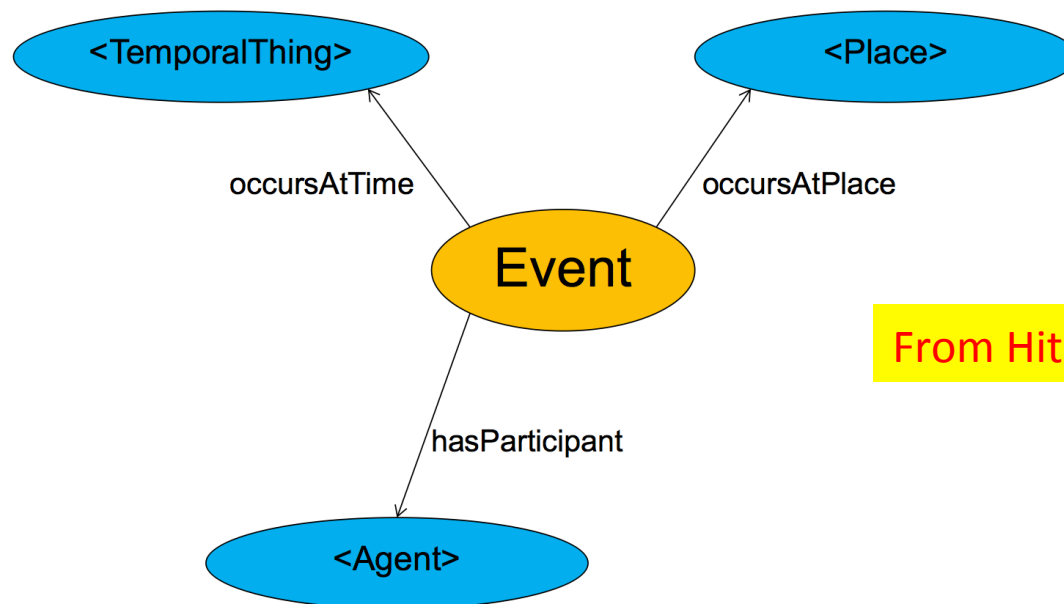 <TemporalThing>
<Place>
occursAtTime
occursAtPlace
Event
From Hit
hasParticipant
<Agent>